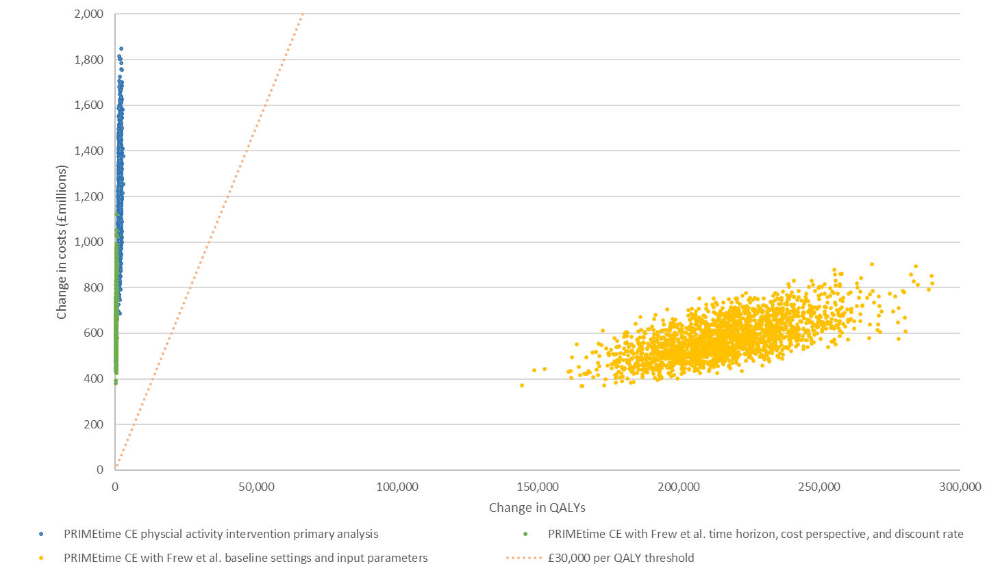 2,000
1,800
1,600
1,400
1,200
1,000
800
600
400
200
0
Change in costs (£millions)
0 50,000 100,000 150,000 200,000 250,000 300,000
Change in QALYs
PRIMEtime CE physcial activity intervention primary analysis
PRIMEtime CE with Frew et al. time horizon, cost perspective, and discount rate
PRIMEtime CE with Frew et al. baseline settings and input parameters
£30,000 per QALY threshold